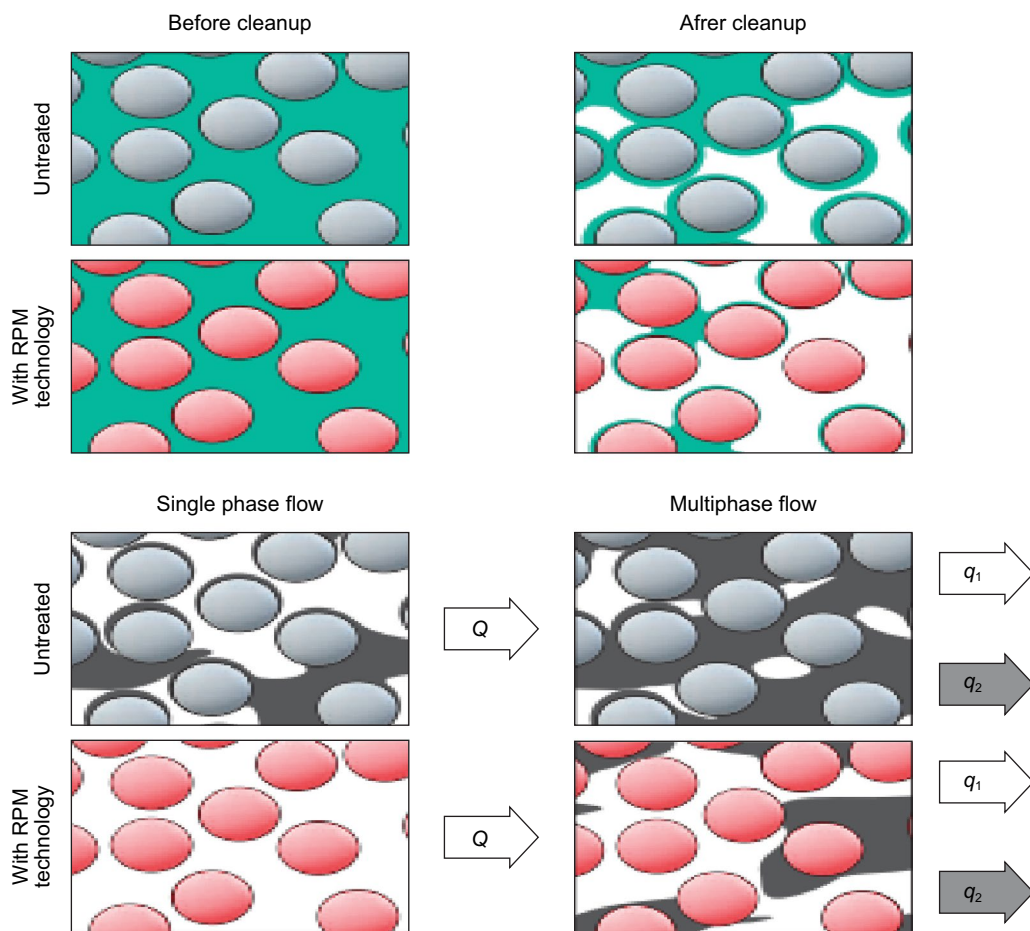 Before cleanup
Afrer cleanup
Untreated
With RPM
technology
Single phase flow
Multiphase flow
Untreated
Q
q1
q2
With RPM
technology
Q
q1
q2